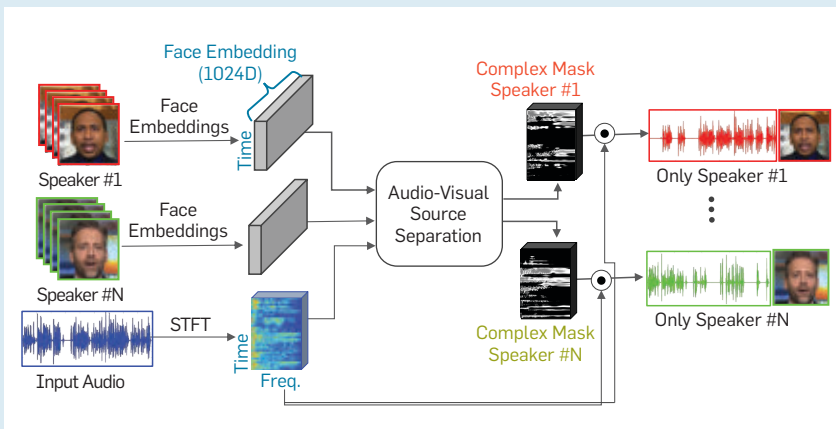 Face Embedding
(1024D)
Complex Mask
Speaker #1
Face
Embeddings
Time
Speaker #1
Only Speaker #1
Audio-Visual
Source
Separation
Face
Embeddings
Speaker #N
Only Speaker #N
STFT
Time
Complex Mask
Speaker #N
Input Audio
Freq.